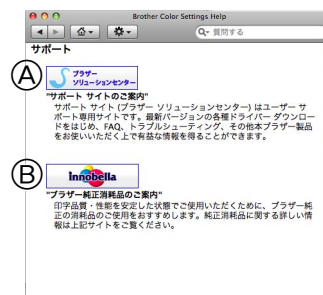 Brother Color Settings Help
質問する
サポート
A
ブラザー
ソリューションセンター
"サポート サイトのご案内"
サポート サイト (ブラザー ソリューションセンター) はユーザー サ
ポート専用サイトです。最新バージョンの各種ドライバー ダウンロー
ドをはじめ、FAQ、トラブルシューティング、その他本ブラザー製品
をお使いいただく上で有益な情報を得ることができます。
B
innobella
"ブラザー純正消耗品のご案内"
印字品質・性能を安定した状態でご使用いただくために、ブラザー純
正の消耗品のご使用をおすすめします。純正消耗品に関する詳しい情
報は上記サイトをご覧ください。